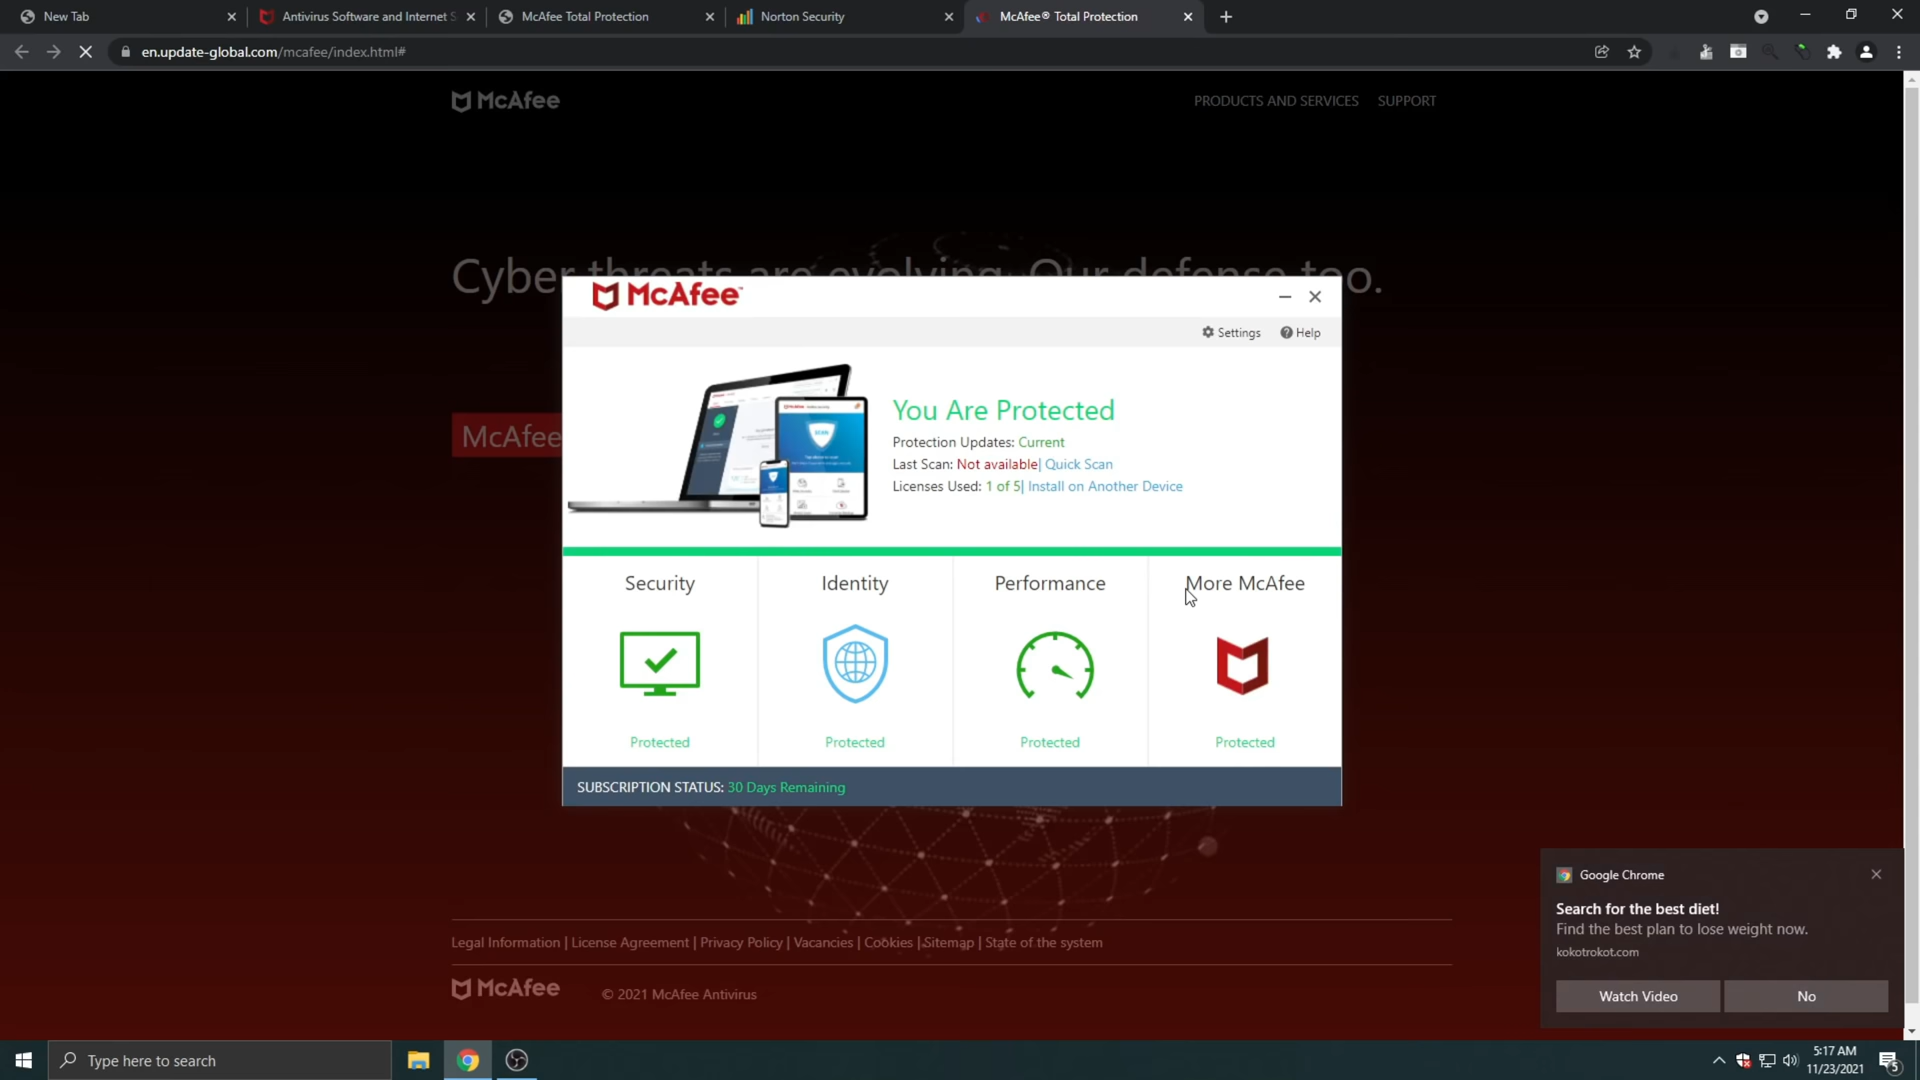 New Tab
Antivirus Software and Internet S
McAfee Total Protection
Norton Security
McAfee® Total Protection
en.update-global.com/mcafee/index.html#
McAfee
PRODUCTS AND SERVICES
SUPPORT
Cyber threats are evolving. Our defense too.
McAfee™
Settings
Help
You Are Protected
Protection Updates: Current
Last Scan: Not available| Quick Scan
Licenses Used: 1 of 5| Install on Another Device
McAfee
Security
Identity
Performance
More McAfee
Protected
Protected
Protected
Protected
SUBSCRIPTION STATUS: 30 Days Remaining
Legal Information | License Agreement | Privacy Policy | Vacancies | Cookies | Sitemap | State of the system
McAfee
© 2021 McAfee Antivirus
Google Chrome
Search for the best diet!
Find the best plan to lose weight now.
kokotrokot.com
Watch Video
No
Type here to search
5:17 AM
11/23/2021
5